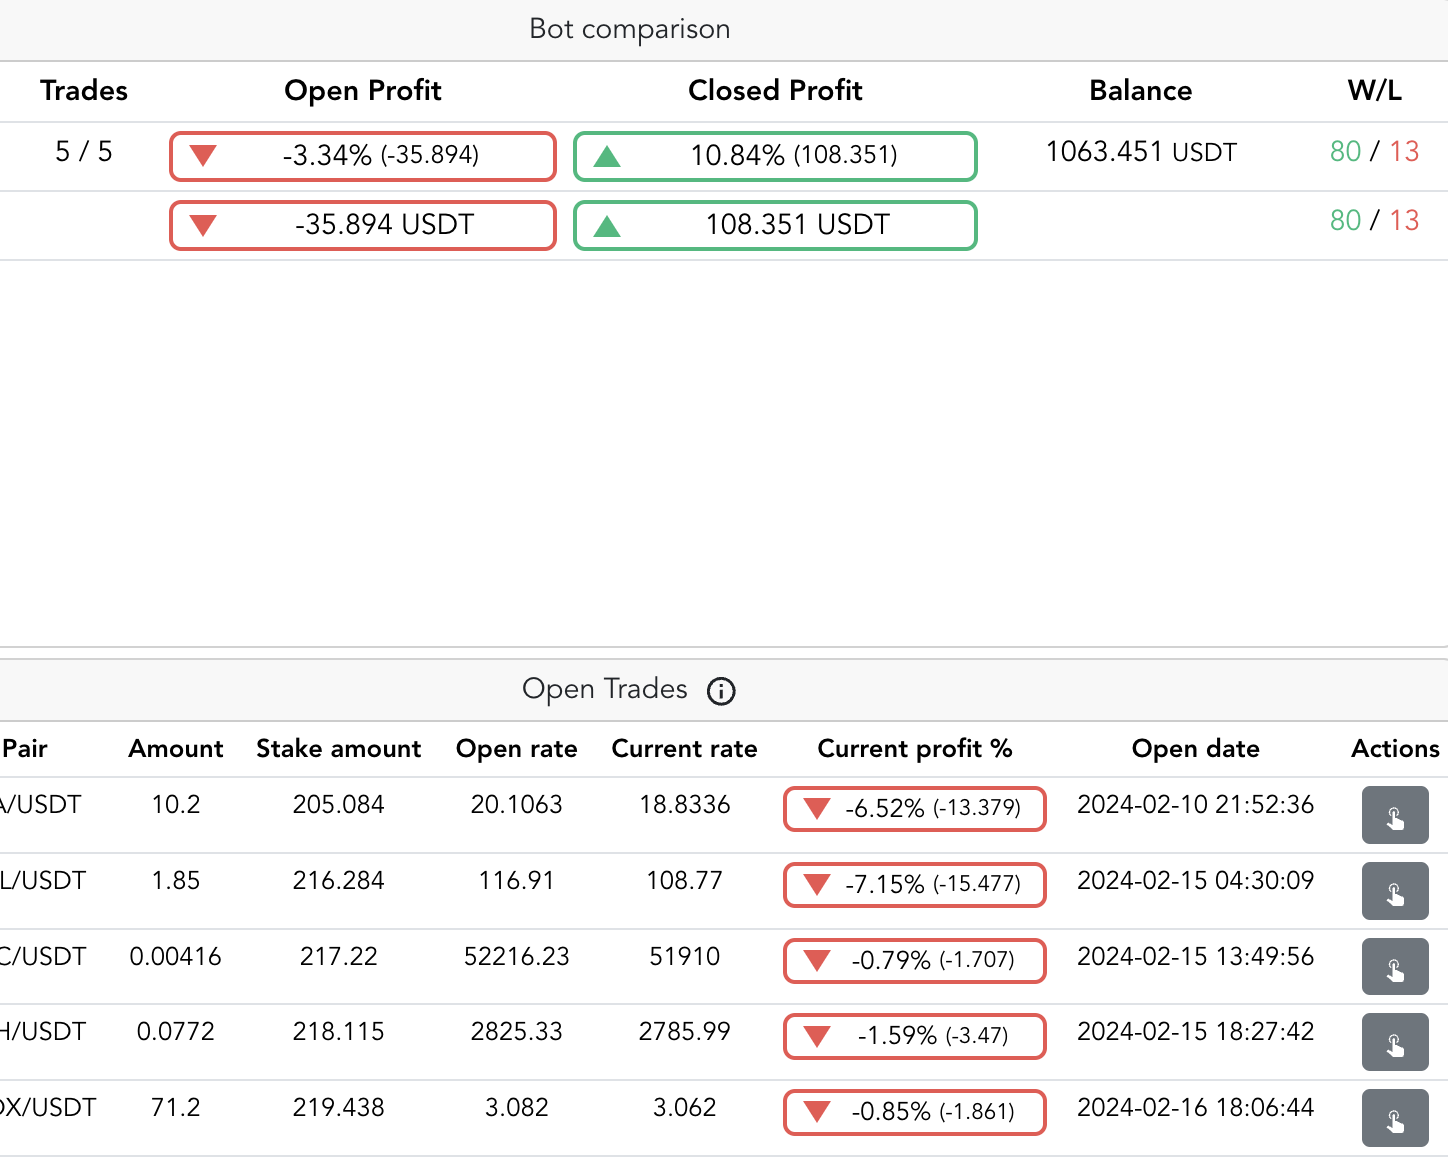 Bot comparison
Trades Open Profit Closed Profit Balance W/L
5 / 5 -3.34% (-35.894) 10.84% (108.351) 1063.451 USDT 80 / 13
-35.894 USDT 108.351 USDT 80 / 13
Open Trades
Pair Amount Stake amount Open rate Current rate Current profit % Open date Actions
A/USDT 10.2 205.084 20.1063 18.8336 -6.52% (-13.379) 2024-02-10 21:52:36
L/USDT 1.85 216.284 116.91 108.77 -7.15% (-15.477) 2024-02-15 04:30:09
C/USDT 0.00416 217.22 52216.23 51910 -0.79% (-1.707) 2024-02-15 13:49:56
H/USDT 0.0772 218.115 2825.33 2785.99 -1.59% (-3.47) 2024-02-15 18:27:42
X/USDT 71.2 219.438 3.082 3.062 -0.85% (-1.861) 2024-02-16 18:06:44